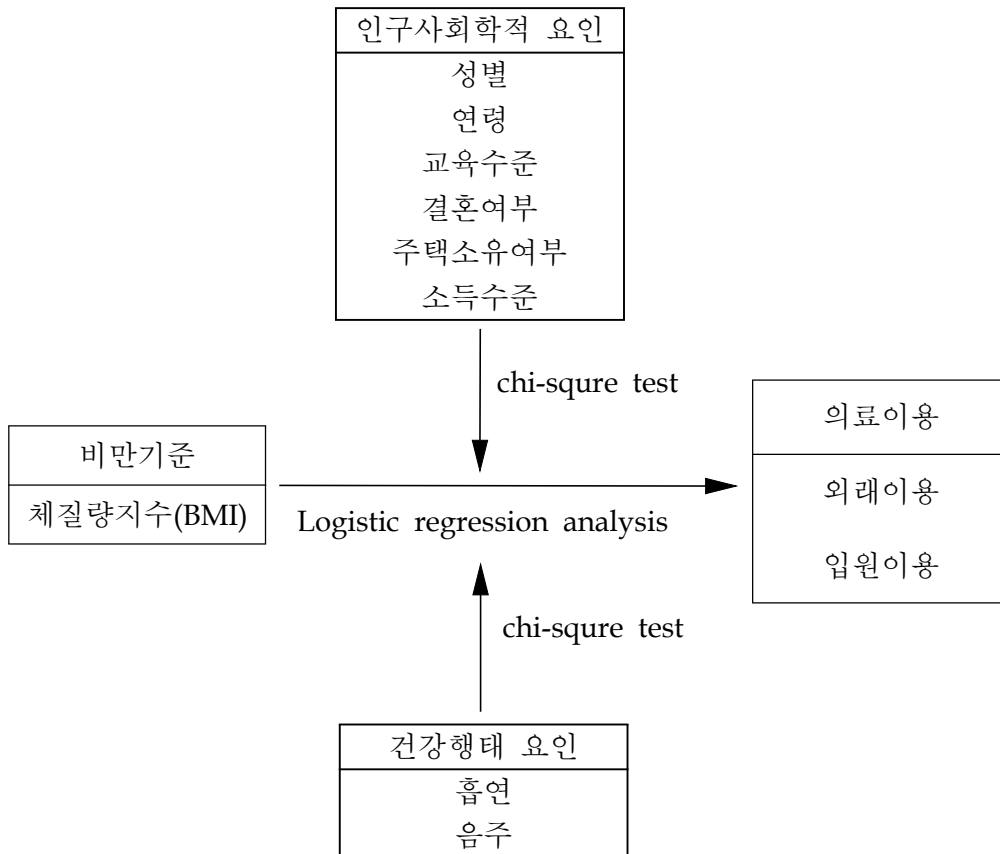 인구사회학적 요인
성별
연령
교육수준
결혼여부
주택소유여부
소득수준
chi-squre test
의료이용
비만기준
외래이용
체질량지수(BMI)
Logistic regression analysis
입원이용
chi-squre test
건강행태 요인
흡연
음주